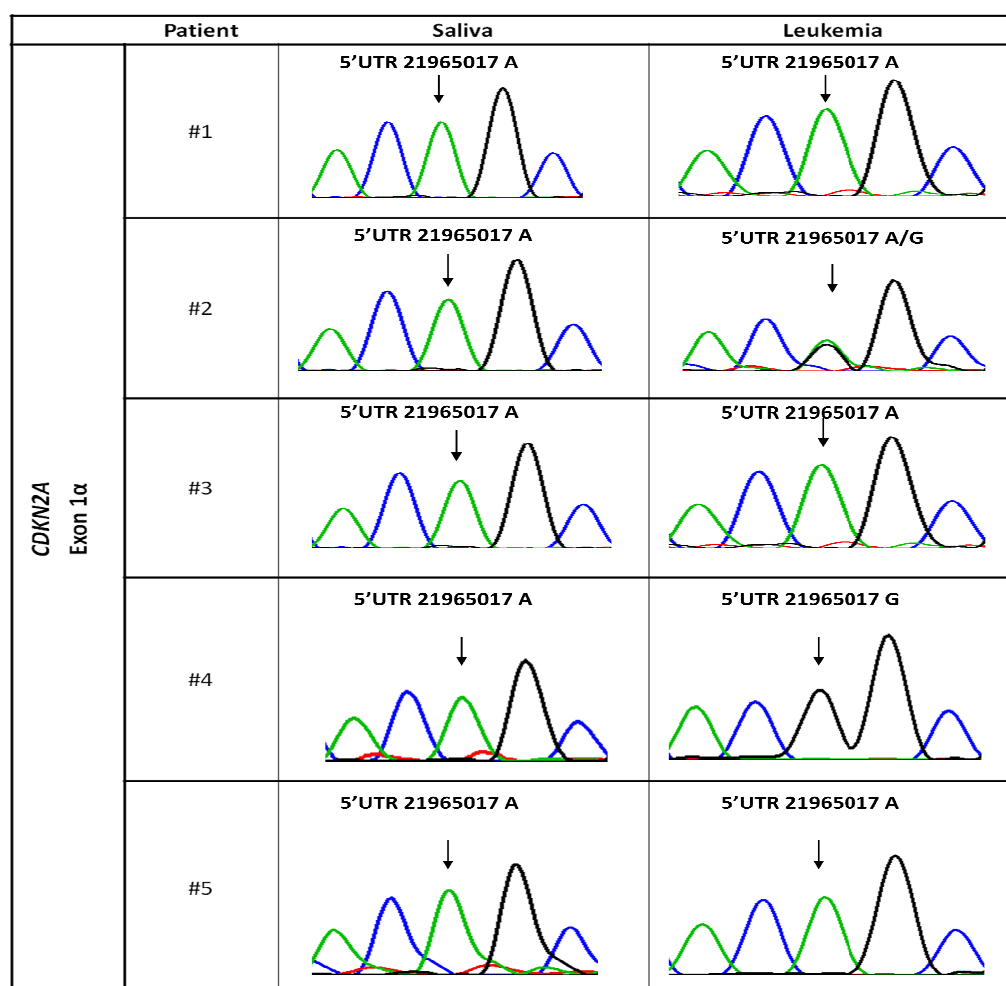 Patient Saliva Leukemia
CDKN2A
Exon 1α
5'UTR 21965017 A 5'UTR 21965017 A
#1
5'UTR 21965017 A 5'UTR 21965017 A/G
#2
5'UTR 21965017 A 5'UTR 21965017 A
#3
5'UTR 21965017 A 5'UTR 21965017 G
#4
5'UTR 21965017 A 5'UTR 21965017 A
#5